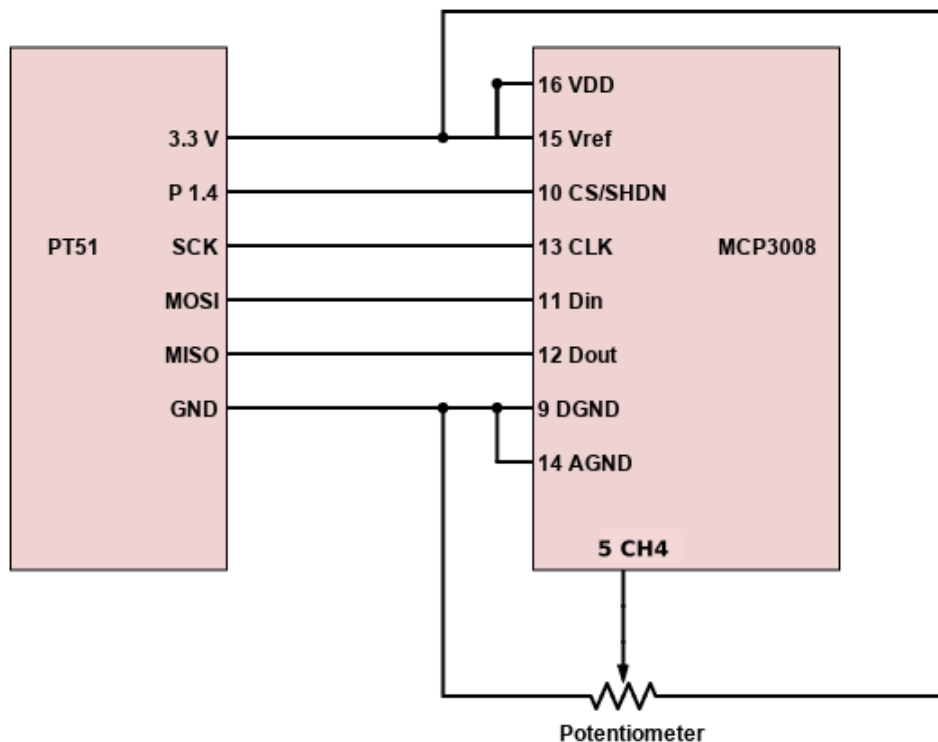 16 VDD
3.3 V
15 Vref
P 1.4
10 CS/SHDN
PT51
SCK
13 CLK
MCP3008
MOSI
11 Din
MISO
12 Dout
GND
9 DGND
14 AGND
5 CH4
Potentiometer